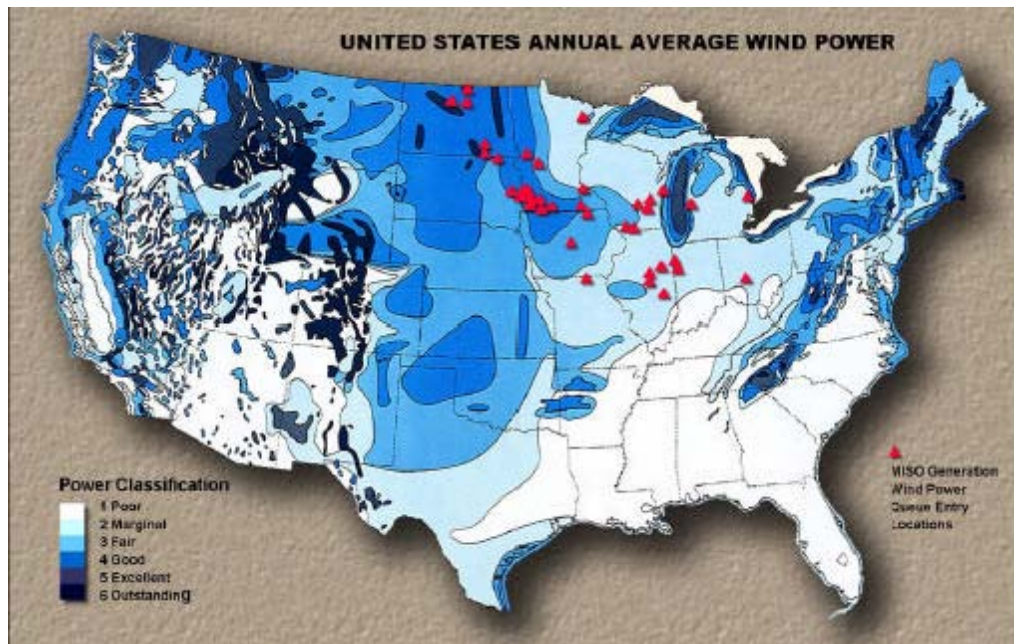 UNITED STATES ANNUAL AVERAGE WIND POWER
Power Classification
1 Poor
2 Marginal
3 Fair
4 Good
5 Excellent
6 Outstanding
MISO Generation
Wind Power
Queue Entry
Locations